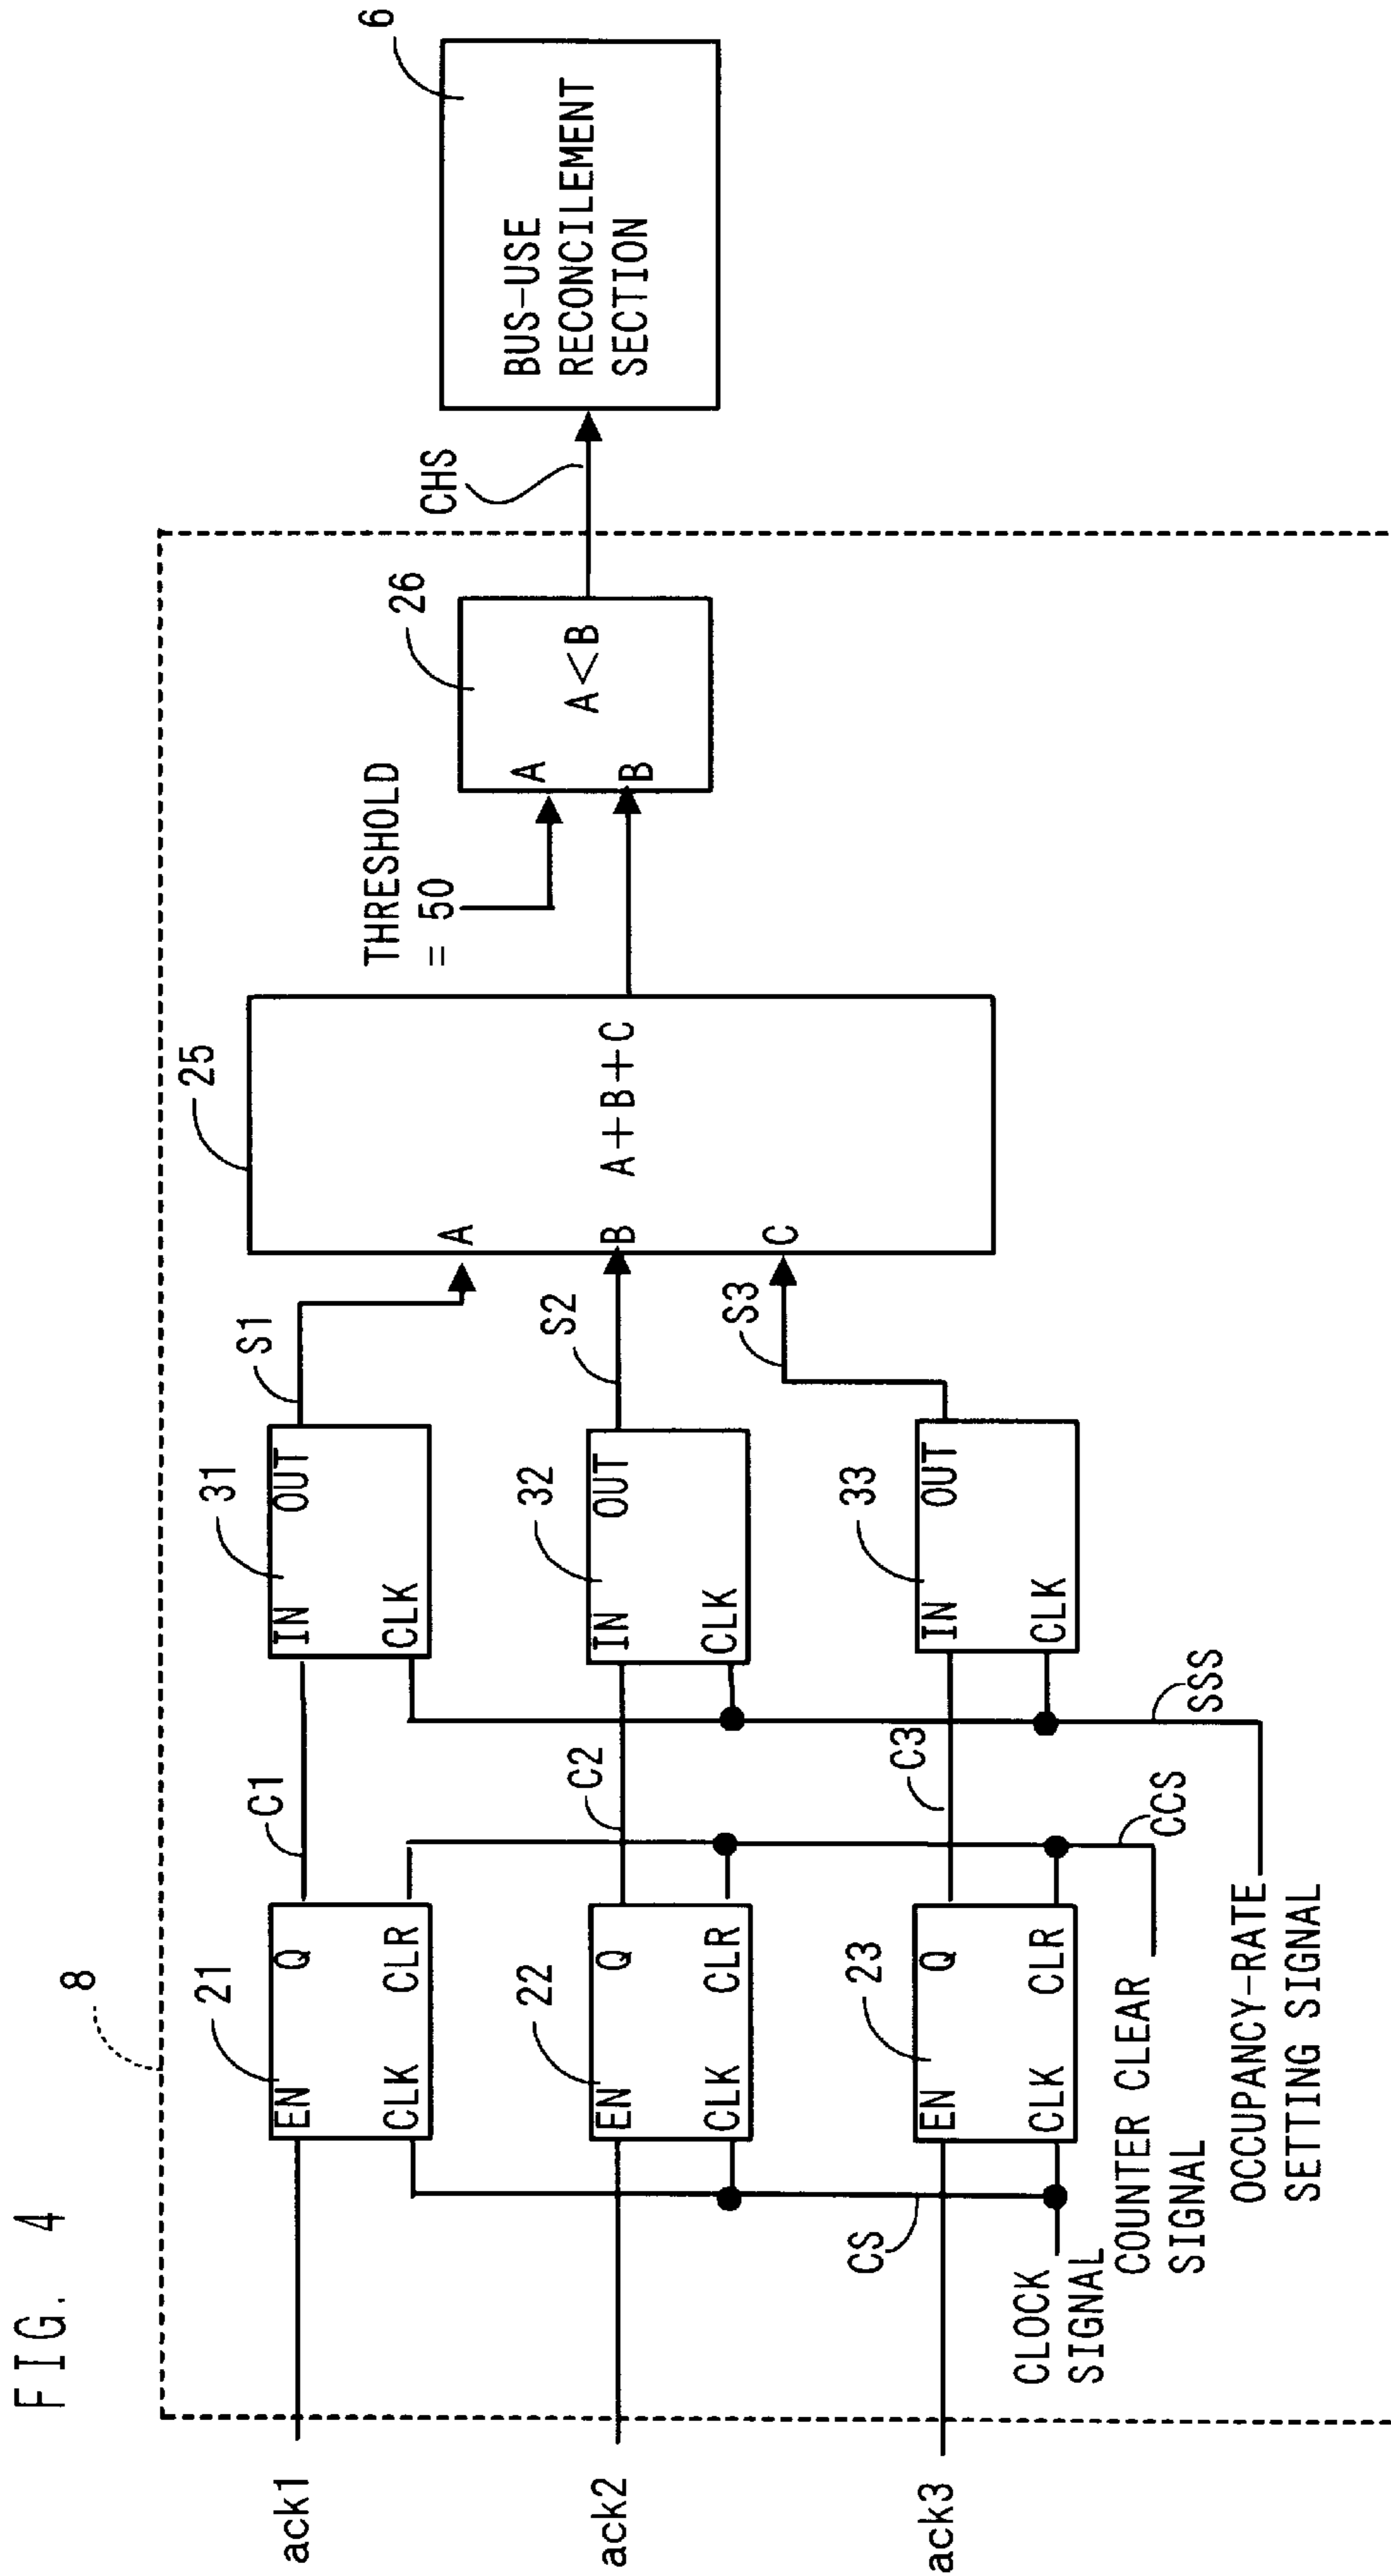 FIG. 4
8
ack1
ack2
ack3
21
EN Q
CLK CLR
22
EN Q
CLK CLR
23
EN Q
CLK CLR
CS
CLOCK
SIGNAL
COUNTER CLEAR
SIGNAL
OCCUPANCY-RATE
SETTING SIGNAL
C1
C2
C3
CCS
SSS
31
IN OUT
CLK
32
IN OUT
CLK
33
IN OUT
CLK
S1
S2
S3
25
A
B A+B+C
C
THRESHOLD
= 50
26
A
A<B
B
CHS
6
BUS-USE
RECONCILEMENT
SECTION